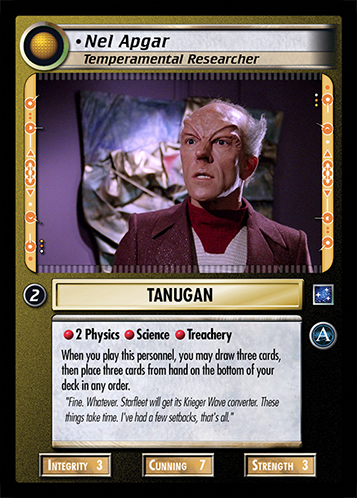 • Nel Apgar
Temperamental Researcher
2
TANUGAN
• 2 Physics • Science • Treachery
A
When you play this personnel, you may draw three cards,
then place three cards from hand on the bottom of your
deck in any order.
"Fine. Whatever. Starfleet will get its Krieger Wave converter. These
things take time. I've had a few setbacks, that's all."
INTEGRITY 3 CUNNING 7 STRENGTH 3